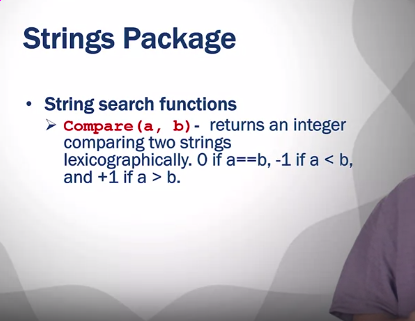 Strings Package
• String search functions
➢ Compare(a, b)- returns an integer
comparing two strings
lexicographically. 0 if a==b, -1 if a < b,
and +1 if a > b.